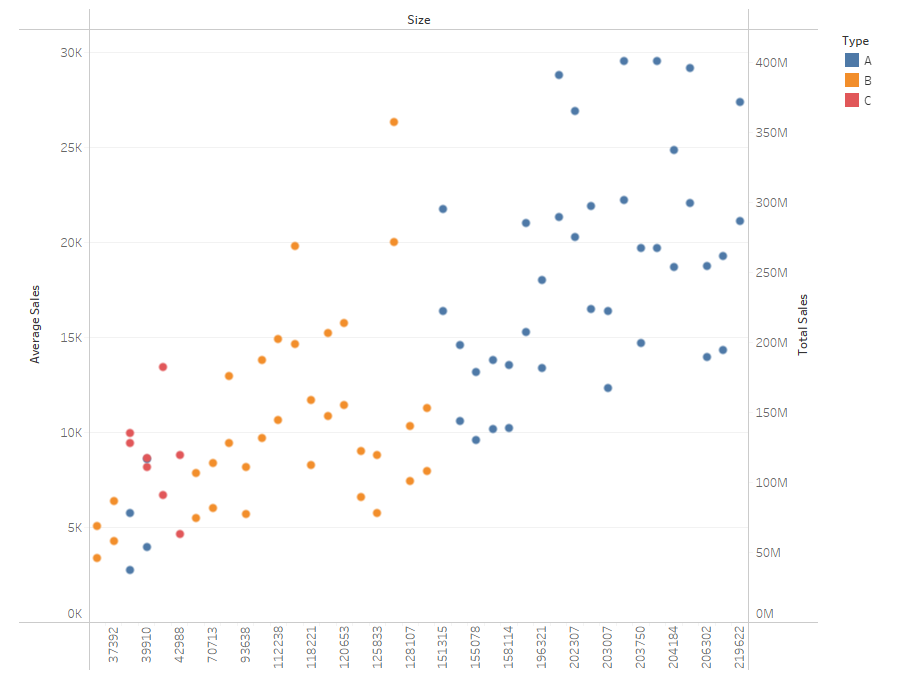 Size
Type
A
B
C
30K
25K
20K
15K
10K
5K
0K
Average Sales
400M
350M
300M
250M
200M
150M
100M
50M
0M
Total Sales
37392
39910
42988
70713
93638
112238
118221
120653
125833
128107
151315
155078
158114
196321
202307
203007
203750
204184
206302
219622